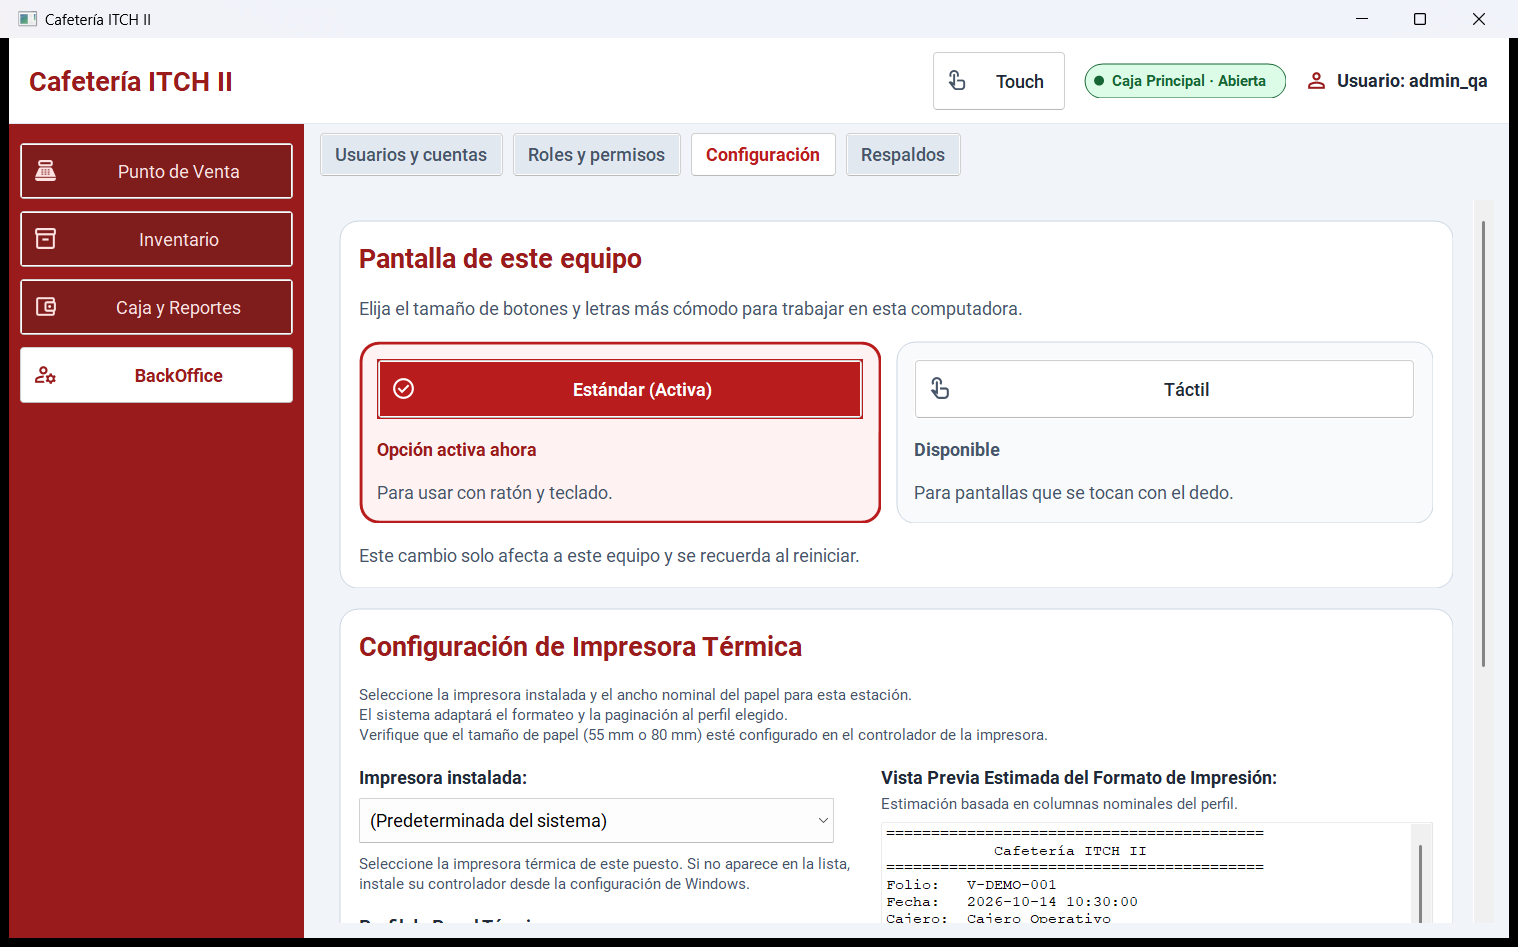 Cafetería ITCH II
Cafetería ITCH II
Touch
Caja Principal · Abierta
Usuario: admin_qa
Punto de Venta
Inventario
Caja y Reportes
BackOffice
Usuarios y cuentas
Roles y permisos
Configuración
Respaldos
Pantalla de este equipo
Elija el tamaño de botones y letras más cómodo para trabajar en esta computadora.
Estándar (Activa)
Opción activa ahora
Para usar con ratón y teclado.
Táctil
Disponible
Para pantallas que se tocan con el dedo.
Este cambio solo afecta a este equipo y se recuerda al reiniciar.
Configuración de Impresora Térmica
Seleccione la impresora instalada y el ancho nominal del papel para esta estación.
El sistema adaptará el formateo y la paginación al perfil elegido.
Verifique que el tamaño de papel (55 mm o 80 mm) esté configurado en el controlador de la impresora.
Impresora instalada:
(Predeterminada del sistema)
Seleccione la impresora térmica de este puesto. Si no aparece en la lista,
instale su controlador desde la configuración de Windows.
Vista Previa Estimada del Formato de Impresión:
Estimación basada en columnas nominales del perfil.
==========================================
Cafetería ITCH II
==========================================
Folio: V-DEMO-001
Fecha: 2026-10-14 10:30:00
Cajero: Cajero Operativo